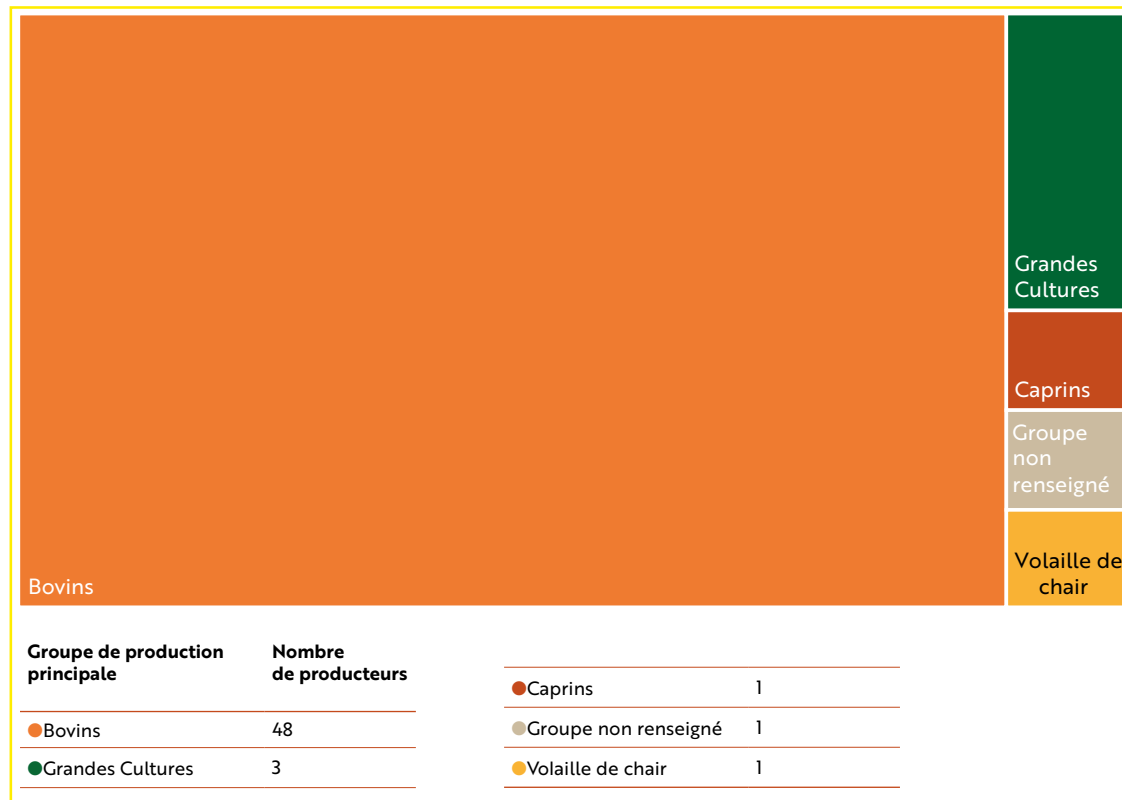 Grandes
Cultures
Caprins
Groupe
non
renseigné
Volaille de
chair
Bovins
Groupe de production
principale
Nombre
de producteurs
Bovins 48
Grandes Cultures 3
Caprins 1
Groupe non renseigné 1
Volaille de chair 1